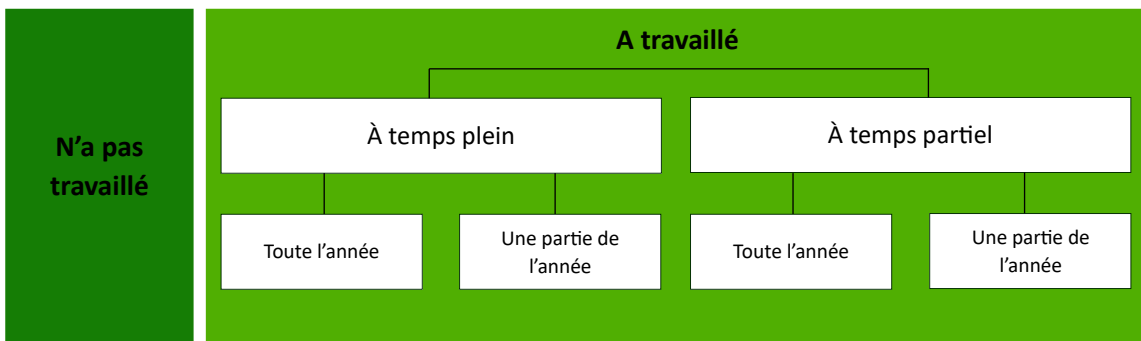 N’a pas
travaillé
A travaillé
À temps plein
À temps partiel
Toute l’année
Une partie de
l’année
Toute l’année
Une partie de
l’année